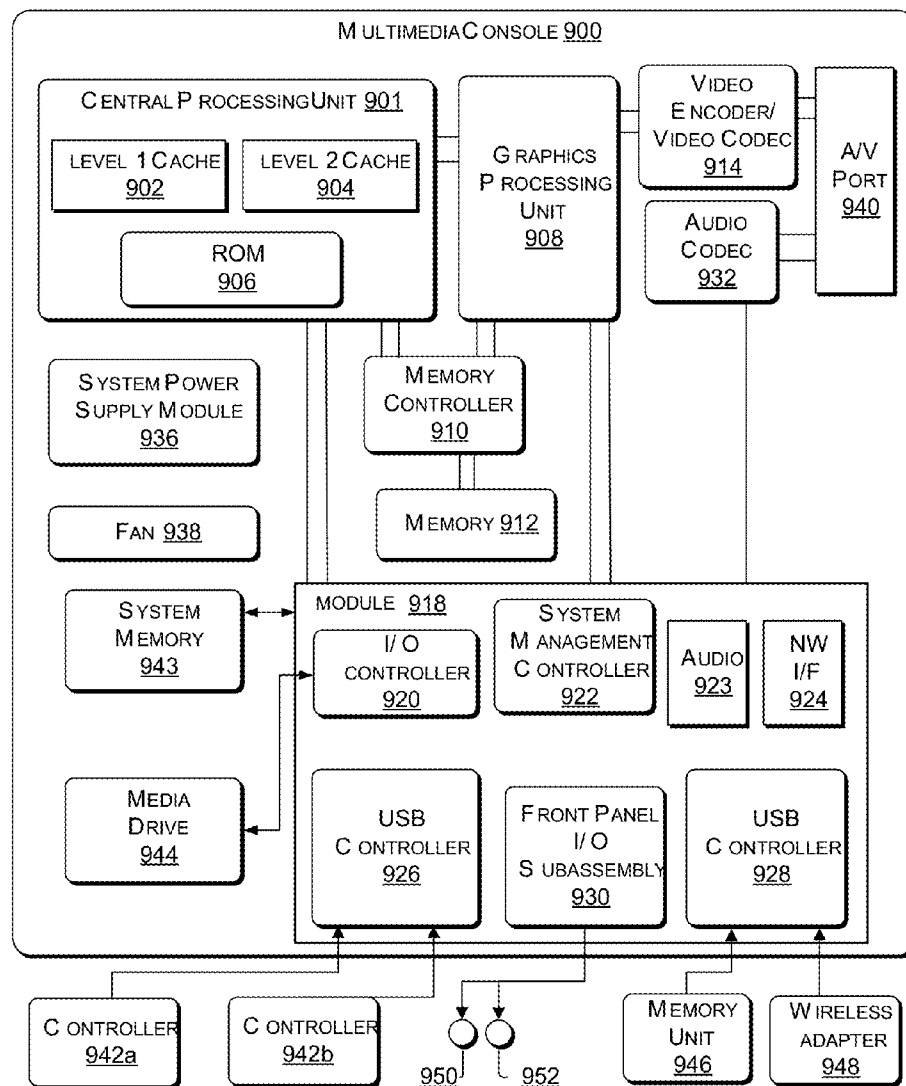 MULTIMEDIA CONSOLE 900
CENTRAL PROCESSING UNIT 901
LEVEL 1 CACHE
902
LEVEL 2 CACHE
904
ROM
906
GRAPHICS
PROCESSING
UNIT
908
VIDEO
ENCODER/
VIDEO CODEC
914
AUDIO
CODEC
932
A/V
PORT
940
SYSTEM POWER
SUPPLY MODULE
936
MEMORY
CONTROLLER
910
MEMORY 912
FAN 938
SYSTEM
MEMORY
943
MEDIA
DRIVE
944
MODULE 918
I/O
CONTROLLER
920
SYSTEM
MANAGEMENT
CONTROLLER
922
AUDIO
923
NW
I/F
924
USB
CONTROLLER
926
FRONT PANEL
I/O
SUBASSEMBLY
930
USB
CONTROLLER
928
CONTROLLER
942a
CONTROLLER
942b
950
952
MEMORY
UNIT
946
WIRELESS
ADAPTER
948